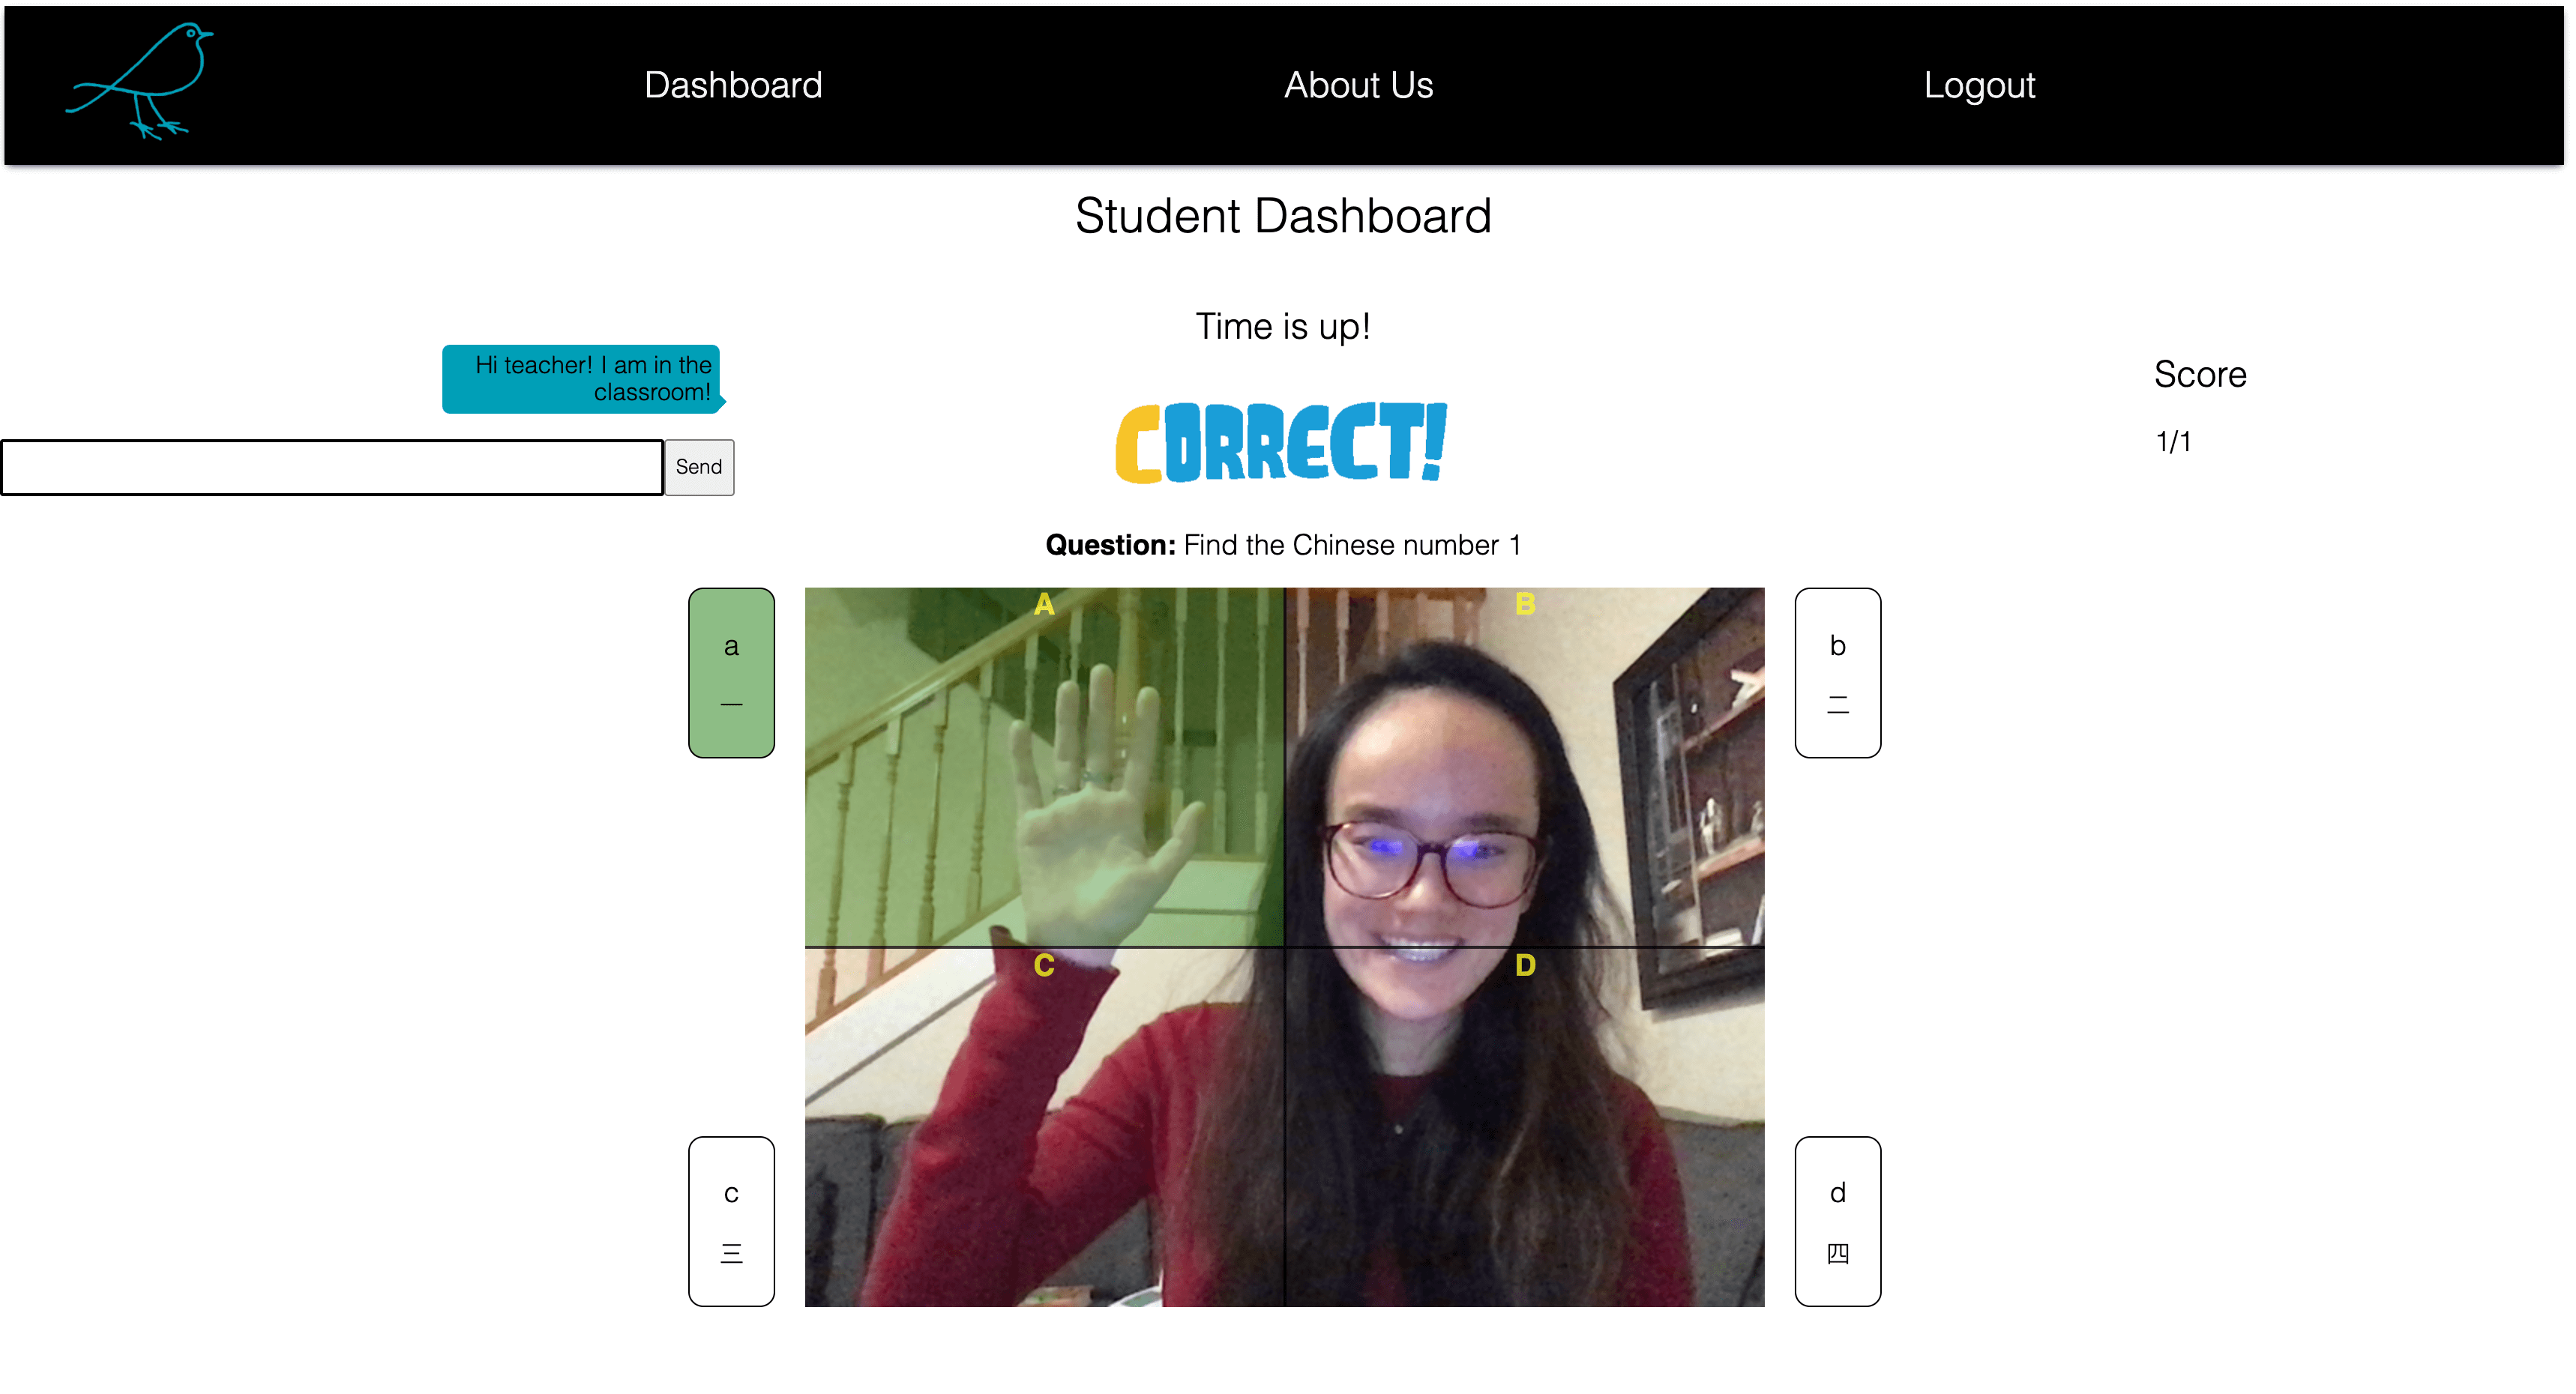 Dashboard
About Us
Logout
Student Dashboard
Time is up!
Hi teacher! I am in the
classroom!
Send
CORRECT!
Score
1/1
Question: Find the Chinese number 1
a
一
A
B
b
二
C
D
c
三
d
四